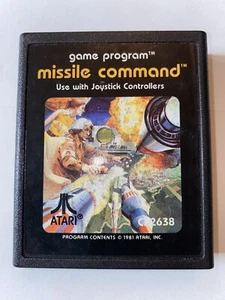 game program™
missile command™
Use with Joystick Controllers
ATARI®
CX2638
PROGRAM CONTENTS © 1981 ATARI, INC.